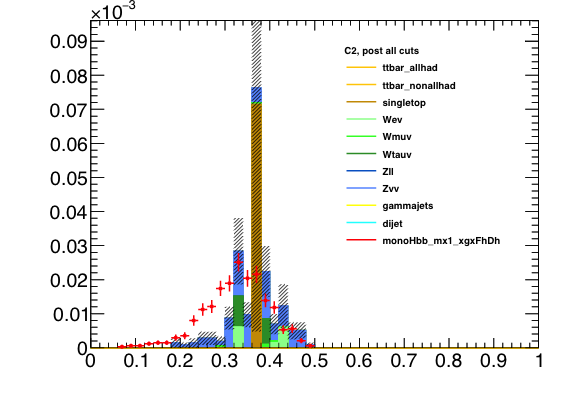 ×10⁻³
0.09
0.08
0.07
0.06
0.05
0.04
0.03
0.02
0.01
0
0 0.1 0.2 0.3 0.4 0.5 0.6 0.7 0.8 0.9 1
C2, post all cuts
ttbar_allhad
ttbar_nonallhad
singletop
Wev
Wmuv
Wtauv
Zll
Zvv
gammajets
dijet
monoHbb_mx1_xgxFhDh